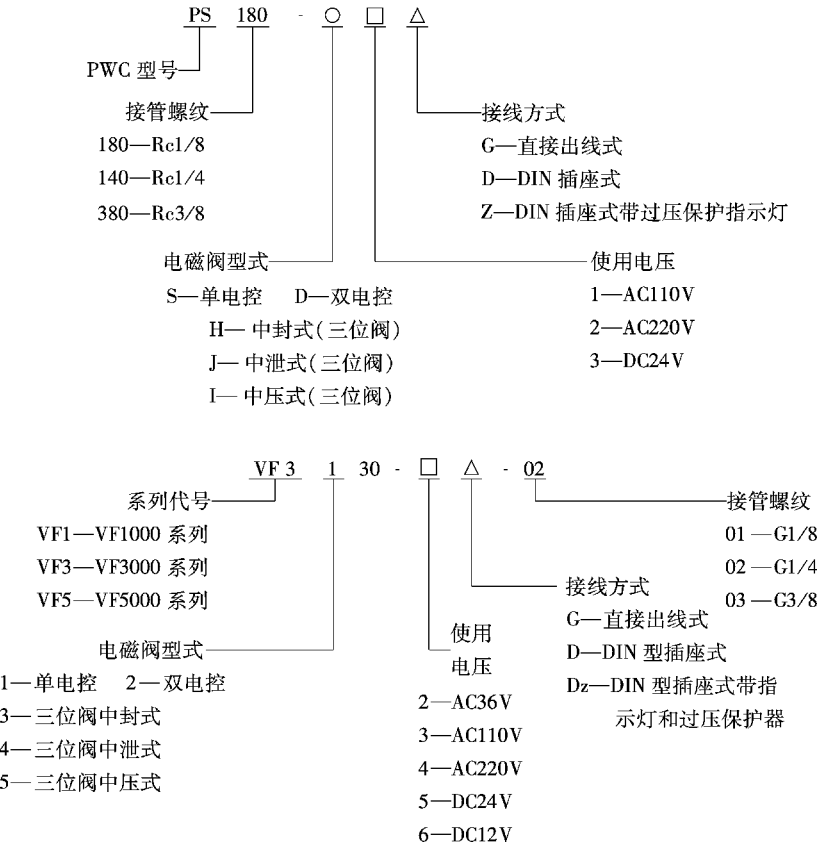 PS 180 - ○ □ △
PWC 型号
接管螺纹
180—Rc1/8
140—Rc1/4
380—Rc3/8
接线方式
G—直接出线式
D—DIN 插座式
Z—DIN 插座式带过压保护指示灯
电磁阀型式
S—单电控 D—双电控
H— 中封式(三位阀)
J— 中泄式(三位阀)
I— 中压式(三位阀)
使用电压
1—AC110V
2—AC220V
3—DC24V
VF 3 1 30 - □ △ - 02
系列代号
VF1—VF1000 系列
VF3—VF3000 系列
VF5—VF5000 系列
电磁阀型式
1—单电控 2—双电控
3—三位阀中封式
4—三位阀中泄式
5—三位阀中压式
使用
电压
2—AC36V
3—AC110V
4—AC220V
5—DC24V
6—DC12V
接线方式
G—直接出线式
D—DIN 型插座式
Dz—DIN 型插座式带指
示灯和过压保护器
接管螺纹
01 —G1/8
02 —G1/4
03 —G3/8